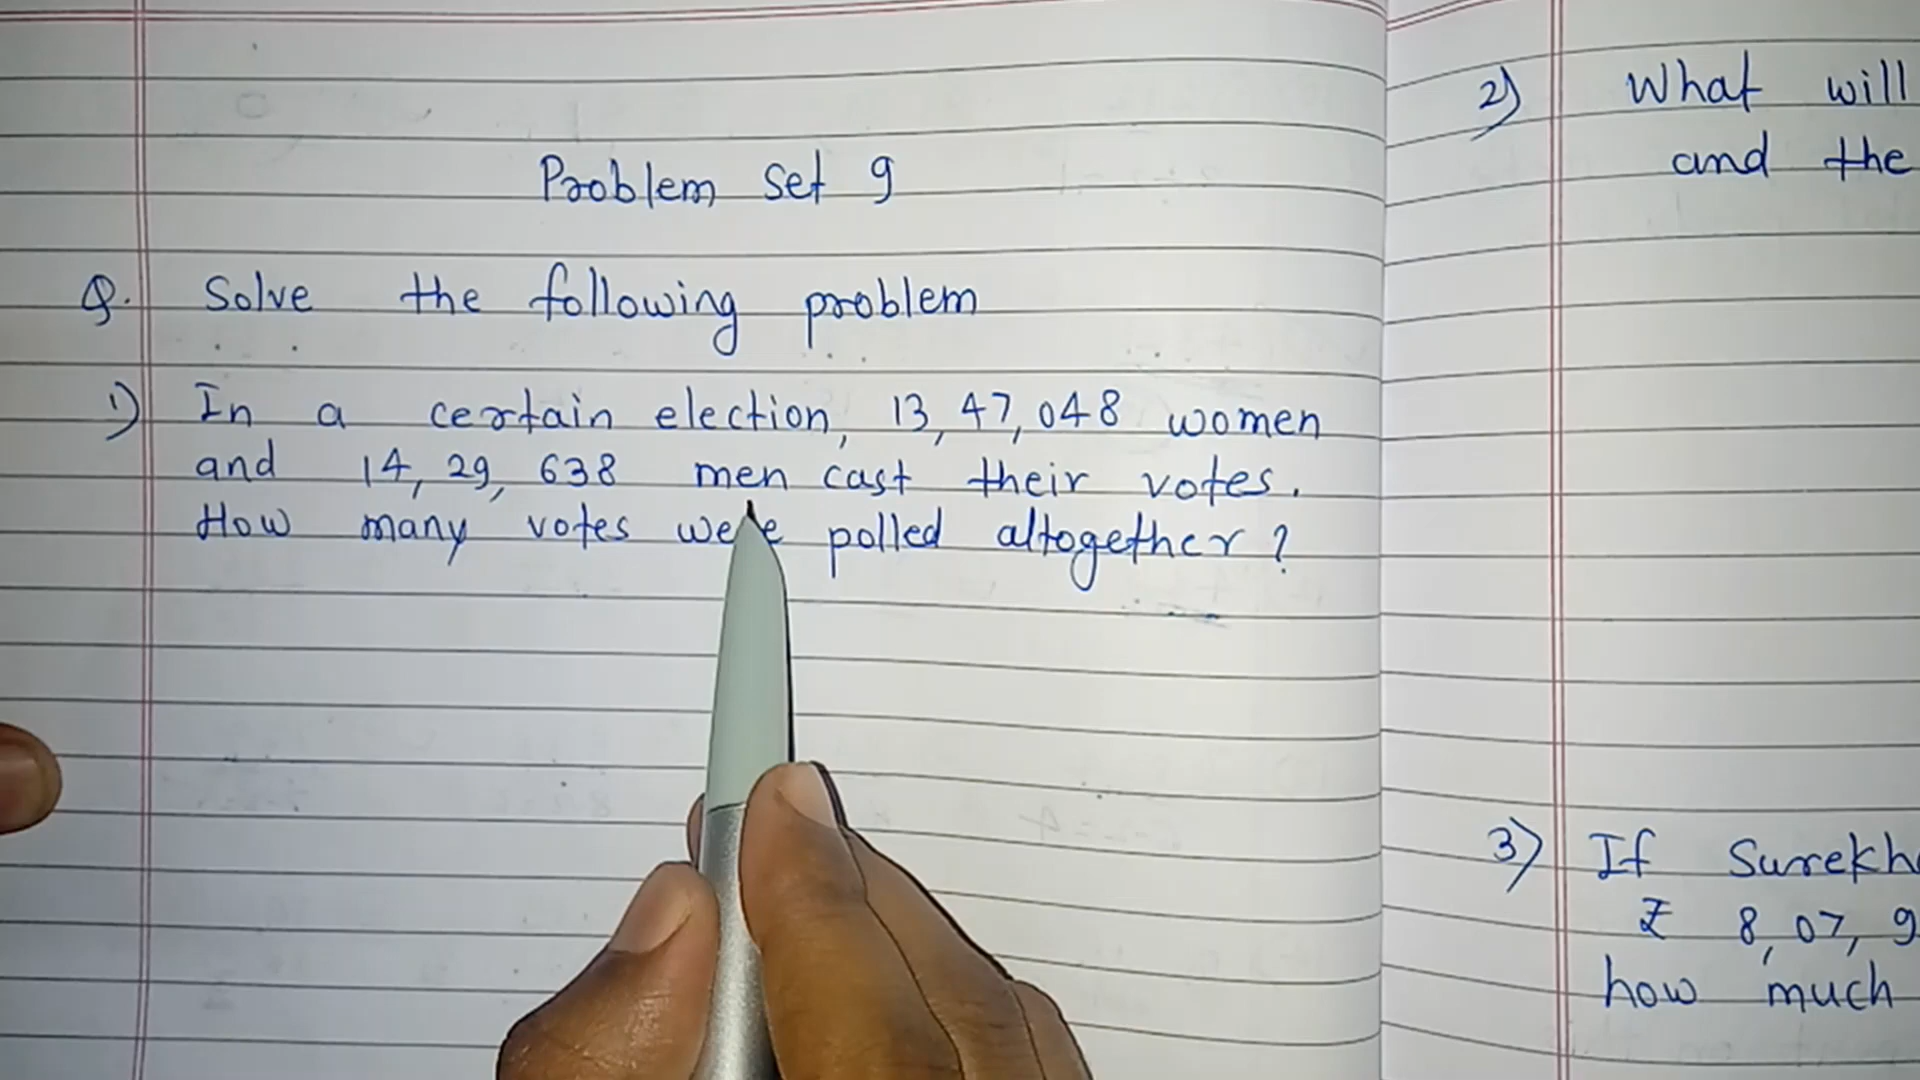 Problem Set 9
Q. Solve the following problem
1) In a certain election, 13,47,048 women
and 14,29,638 men cast their votes.
How many votes were polled altogether?
2) What will
and the
3) If
₹ 8,07,9
how much